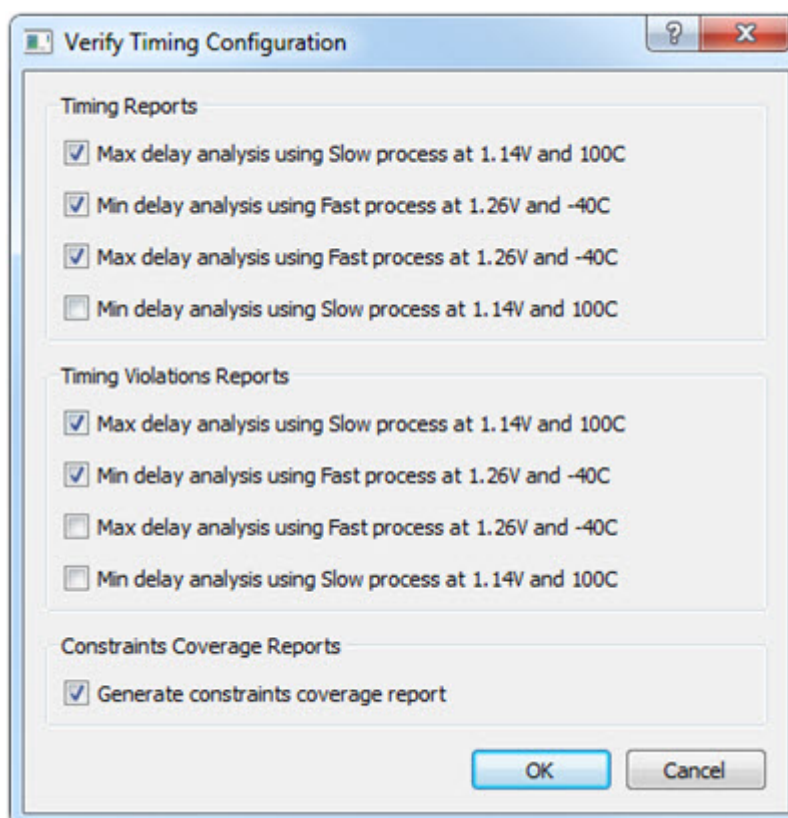 Verify Timing Configuration
Timing Reports
Max delay analysis using Slow process at 1.14V and 100C
Min delay analysis using Fast process at 1.26V and -40C
Max delay analysis using Fast process at 1.26V and -40C
Min delay analysis using Slow process at 1.14V and 100C
Timing Violations Reports
Max delay analysis using Slow process at 1.14V and 100C
Min delay analysis using Fast process at 1.26V and -40C
Max delay analysis using Fast process at 1.26V and -40C
Min delay analysis using Slow process at 1.14V and 100C
Constraints Coverage Reports
Generate constraints coverage report
OK Cancel